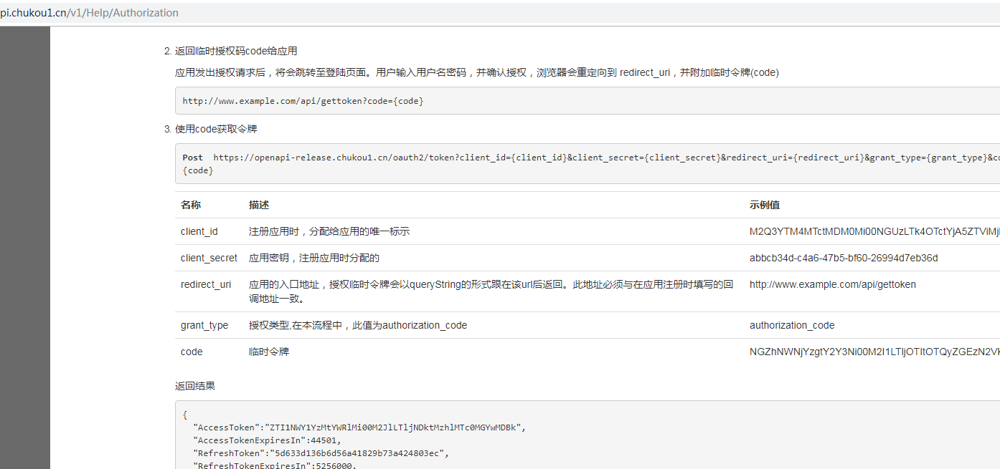 pi.chukou1.cn/v1/Help/Authorization
2. 返回临时授权码code给应用
应用发出授权请求后，将会跳转至登陆页面。用户输入用户名密码，并确认授权，浏览器会重定向到 redirect_uri，并附加临时令牌(code)
http://www.example.com/api/gettoken?code={code}
3. 使用code获取令牌
Post  https://openapi-release.chukou1.cn/oauth2/token?client_id={client_id}&client_secret={client_secret}&redirect_uri={redirect_uri}&grant_type={grant_type}&co
{code}
名称 描述 示例值
client_id 注册应用时，分配给应用的唯一标示 M2Q3YTM4MTctMDM0Mi00NGUzLTk4OTctYjA5ZTViMjl
client_secret 应用密钥，注册应用时分配的 abbcb34d-c4a6-47b5-bf60-26994d7eb36d
redirect_uri 应用的入口地址，授权临时令牌会以queryString的形式跟在该url后返回。此地址必须与在应用注册时填写的回 http://www.example.com/api/gettoken
调地址一致。
grant_type 授权类型,在本流程中，此值为authorization_code authorization_code
code 临时令牌 NGZhNWNjYzgtY2Y3Ni00M2I1LTljOTItOTQyZGEzN2Vk
返回结果
{
"AccessToken":"ZTI1NWY1YzMtYWRlMi00M2JlLTljNDktMzhlMTc0MGYwMDBk",
"AccessTokenExpiresIn":44501,
"RefreshToken":"5d633d136b6d56a41829b73a424803ec",
"RefreshTokenExpiresIn":5256000,